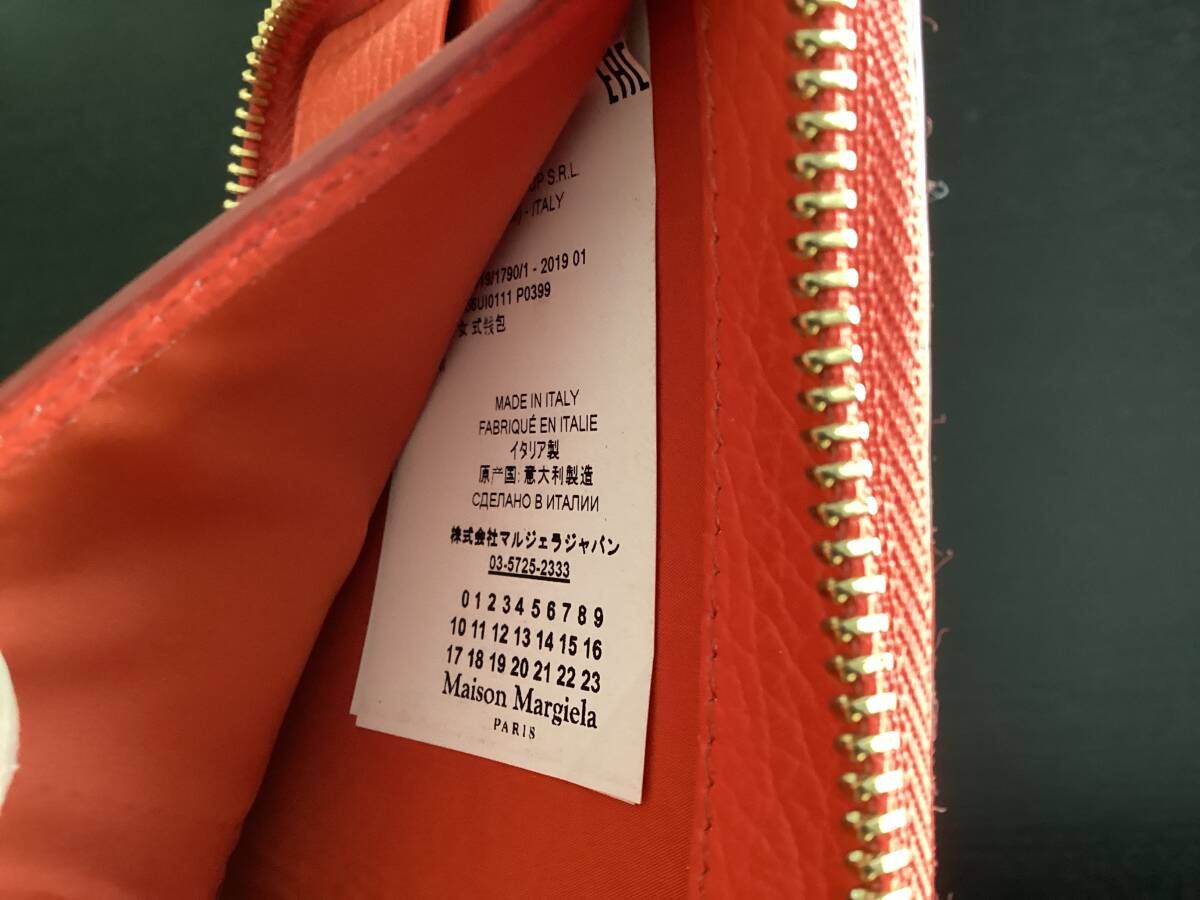 EAC
UP S.R.L.
- ITALY
19/1790/1 - 2019 01
6UI0111 P0399
女式钱包
MADE IN ITALY
FABRIQUÉ EN ITALIE
イタリア製
原产国: 意大利製造
СДЕЛАНО В ИТАЛИИ
株式会社マルジェラジャパン
03-5725-2333
0 1 2 3 4 5 6 7 8 9
10 11 12 13 14 15 16
17 18 19 20 21 22 23
Maison Margiela
PARIS